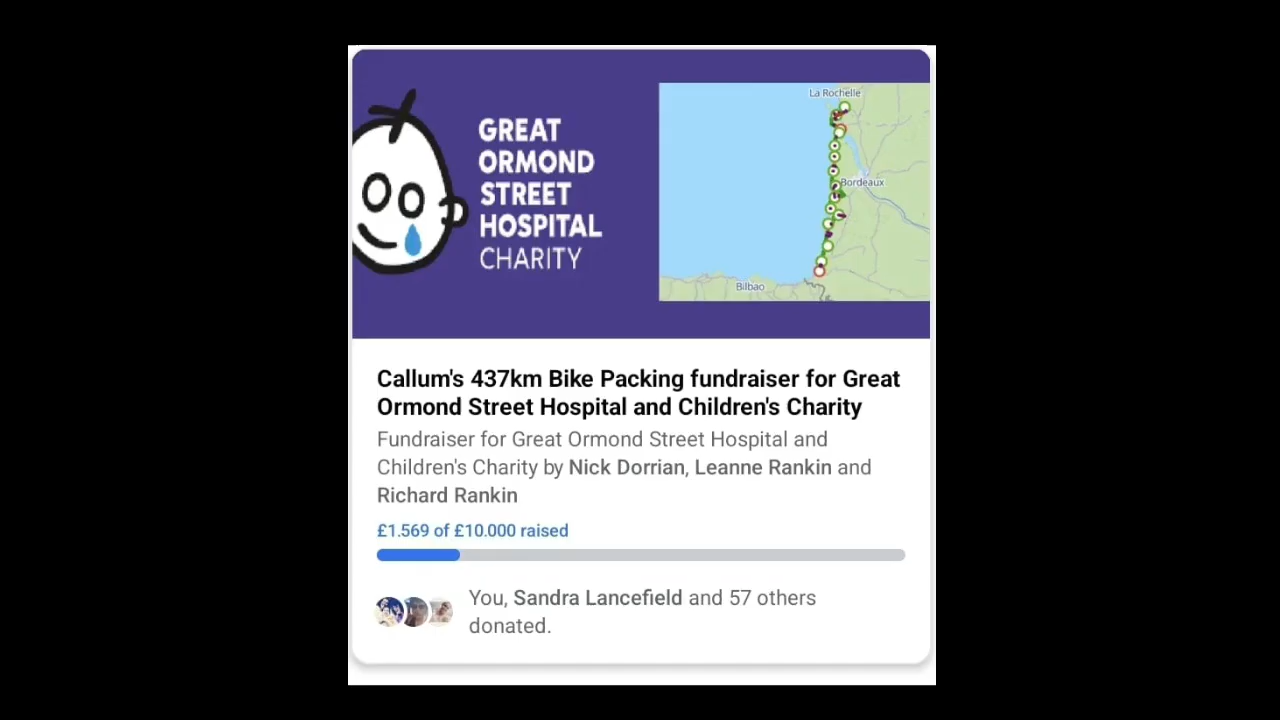 GREAT
ORMOND
STREET
HOSPITAL
CHARITY
La Rochelle
Bordeaux
Bilbao
Callum's 437km Bike Packing fundraiser for Great
Ormond Street Hospital and Children's Charity
Fundraiser for Great Ormond Street Hospital and
Children's Charity by Nick Dorrian, Leanne Rankin and
Richard Rankin
£1.569 of £10.000 raised
You, Sandra Lancefield and 57 others
donated.